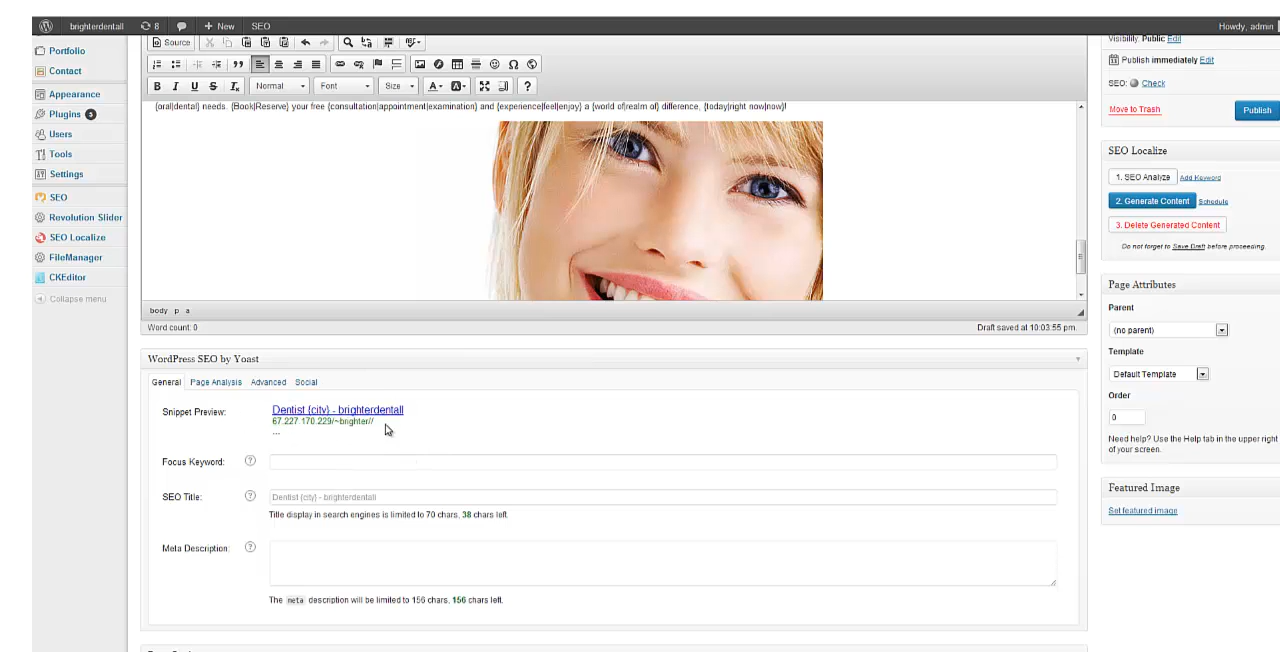 brighterdentall 8 + New SEO Howdy, admin
Portfolio
Contact
Appearance
Plugins 3
Users
Tools
Settings
SEO
Revolution Slider
SEO Localize
FileManager
CKEditor
Collapse menu
Source
B I U S Ix Normal Font Size A A ?
{oral|dental} needs. {Book|Reserve} your free {consultation|appointment|examination} and {experience|feel|enjoy} a {world of|realm of} difference, {today|right now|now}!
body p a
Word count: 0 Draft saved at 10:03:55 pm.
WordPress SEO by Yoast
General Page Analysis Advanced Social
Snippet Preview: Dentist {city} - brighterdentall
67.227.170.229/~brighter//
...
Focus Keyword: ?
SEO Title: ? Dentist {city} - brighterdentall
Title display in search engines is limited to 70 chars, 38 chars left.
Meta Description: ?
The meta description will be limited to 156 chars, 156 chars left.
Visibility: Public Edit
Publish immediately Edit
SEO: Check
Move to Trash Publish
SEO Localize
1. SEO Analyze Add Keyword
2. Generate Content Schedule
3. Delete Generated Content
Do not forget to Save Draft before proceeding.
Page Attributes
Parent
(no parent)
Template
Default Template
Order
0
Need help? Use the Help tab in the upper right
of your screen.
Featured Image
Set featured image